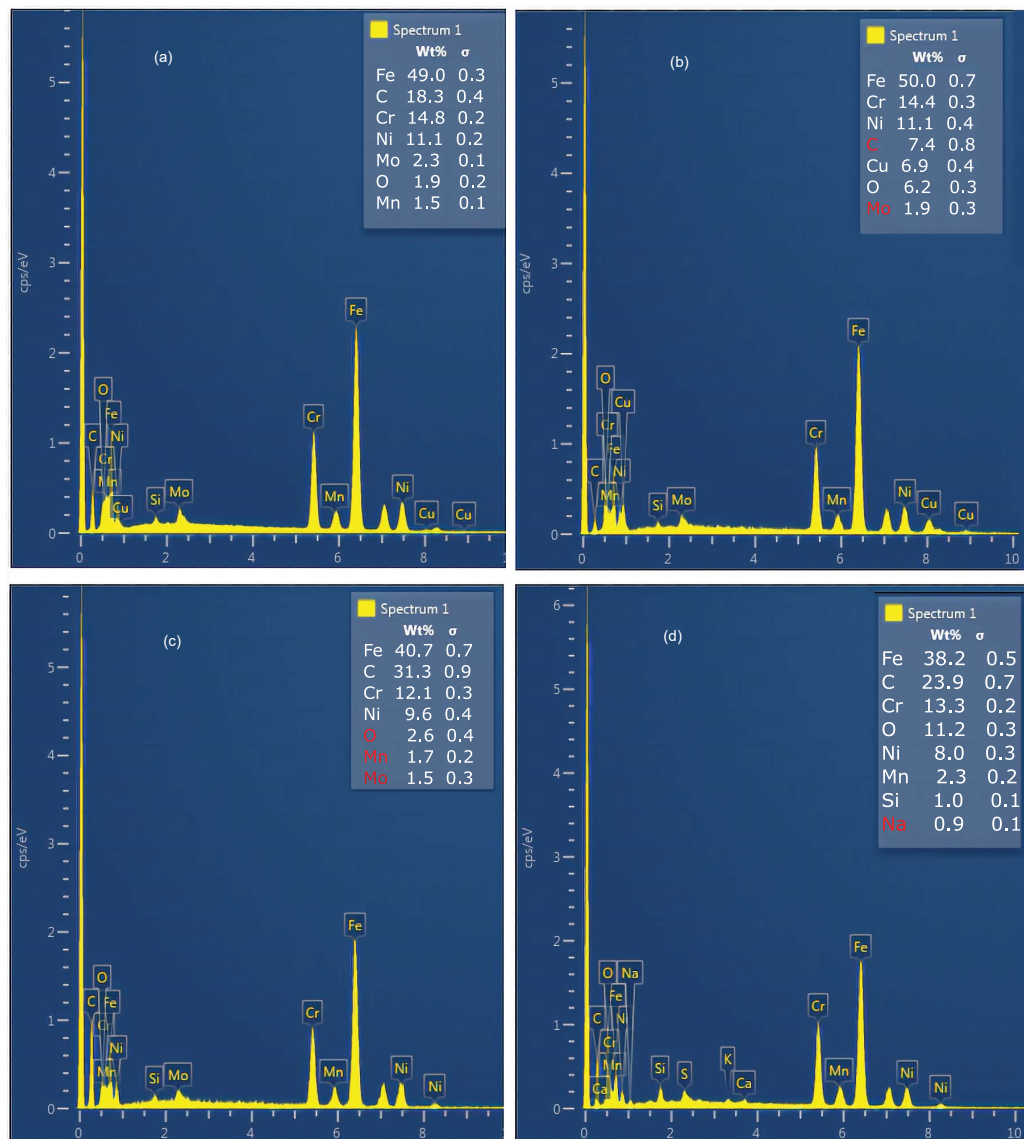 (a)
Spectrum 1
Wt% σ
Fe 49.0 0.3
C 18.3 0.4
Cr 14.8 0.2
Ni 11.1 0.2
Mo 2.3 0.1
O 1.9 0.2
Mn 1.5 0.1
cps/eV
5
4
3
2
1
0
Fe
O
Fe
C
Ni
Cr
Cr
Mn
Cu
Si
Mo
Mn
Ni
Cu
Cu
0 2 4 6 8
(b)
Spectrum 1
Wt% σ
Fe 50.0 0.7
Cr 14.4 0.3
Ni 11.1 0.4
C 7.4 0.8
Cu 6.9 0.4
O 6.2 0.3
Mo 1.9 0.3
cps/eV
5
4
3
2
1
0
Fe
O
Cu
Cr
Fe
Cr
C
Ni
Mn
Si
Mo
Mn
Ni
Cu
Cu
0 2 4 6 8 10
(c)
Spectrum 1
Wt% σ
Fe 40.7 0.7
C 31.3 0.9
Cr 12.1 0.3
Ni 9.6 0.4
O 2.6 0.4
Mn 1.7 0.2
Mo 1.5 0.3
cps/eV
5
4
3
2
1
0
Fe
O
C
Fe
Cr
Cr
Ni
Mn
Si
Mo
Mn
Ni
Ni
0 2 4 6 8
(d)
Spectrum 1
Wt% σ
Fe 38.2 0.5
C 23.9 0.7
Cr 13.3 0.2
O 11.2 0.3
Ni 8.0 0.3
Mn 2.3 0.2
Si 1.0 0.1
Na 0.9 0.1
cps/eV
6
5
4
3
2
1
0
Fe
O
Na
Fe
C
Ni
Cr
Cr
Mn
K
Ca
Si
S
Ca
Mn
Ni
Ni
0 2 4 6 8 10